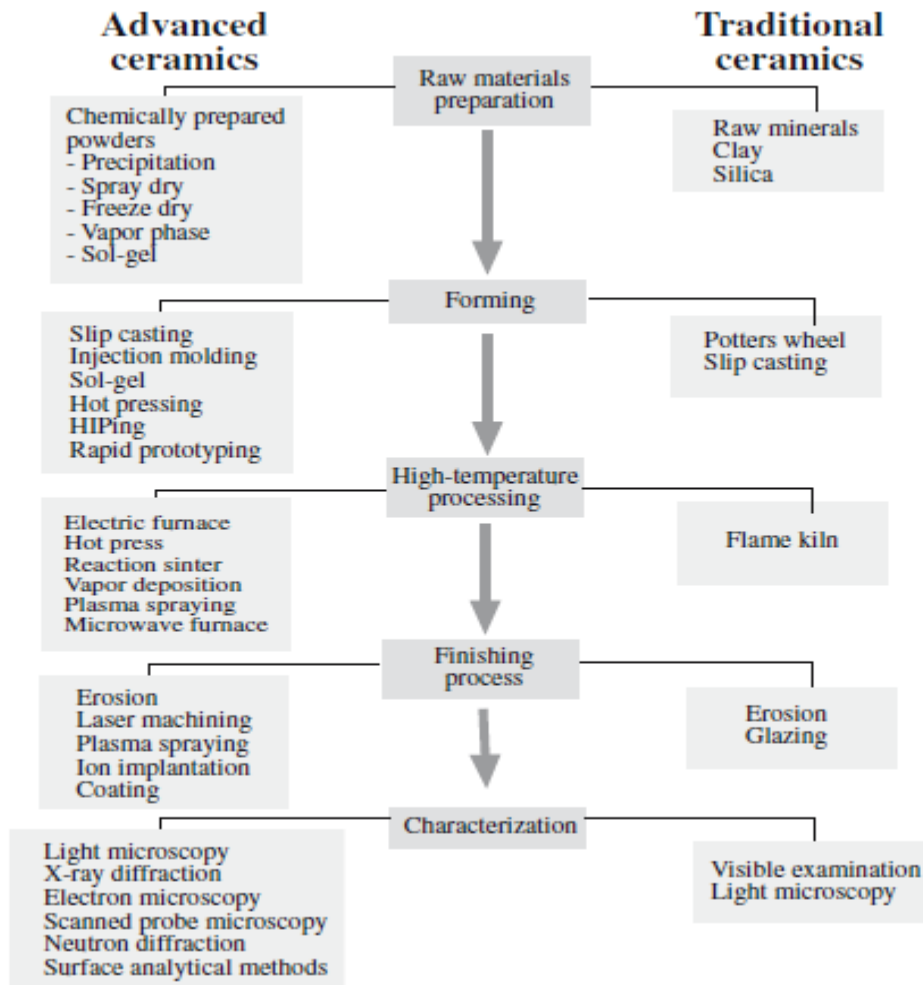 Advanced
ceramics
Traditional
ceramics
Raw materials
preparation
Chemically prepared
powders
- Precipitation
- Spray dry
- Freeze dry
- Vapor phase
- Sol-gel
Raw minerals
Clay
Silica
Forming
Slip casting
Injection molding
Sol-gel
Hot pressing
HIPing
Rapid prototyping
Potters wheel
Slip casting
High-temperature
processing
Electric furnace
Hot press
Reaction sinter
Vapor deposition
Plasma spraying
Microwave furnace
Flame kiln
Finishing
process
Erosion
Laser machining
Plasma spraying
Ion implantation
Coating
Erosion
Glazing
Characterization
Light microscopy
X-ray diffraction
Electron microscopy
Scanned probe microscopy
Neutron diffraction
Surface analytical methods
Visible examination
Light microscopy